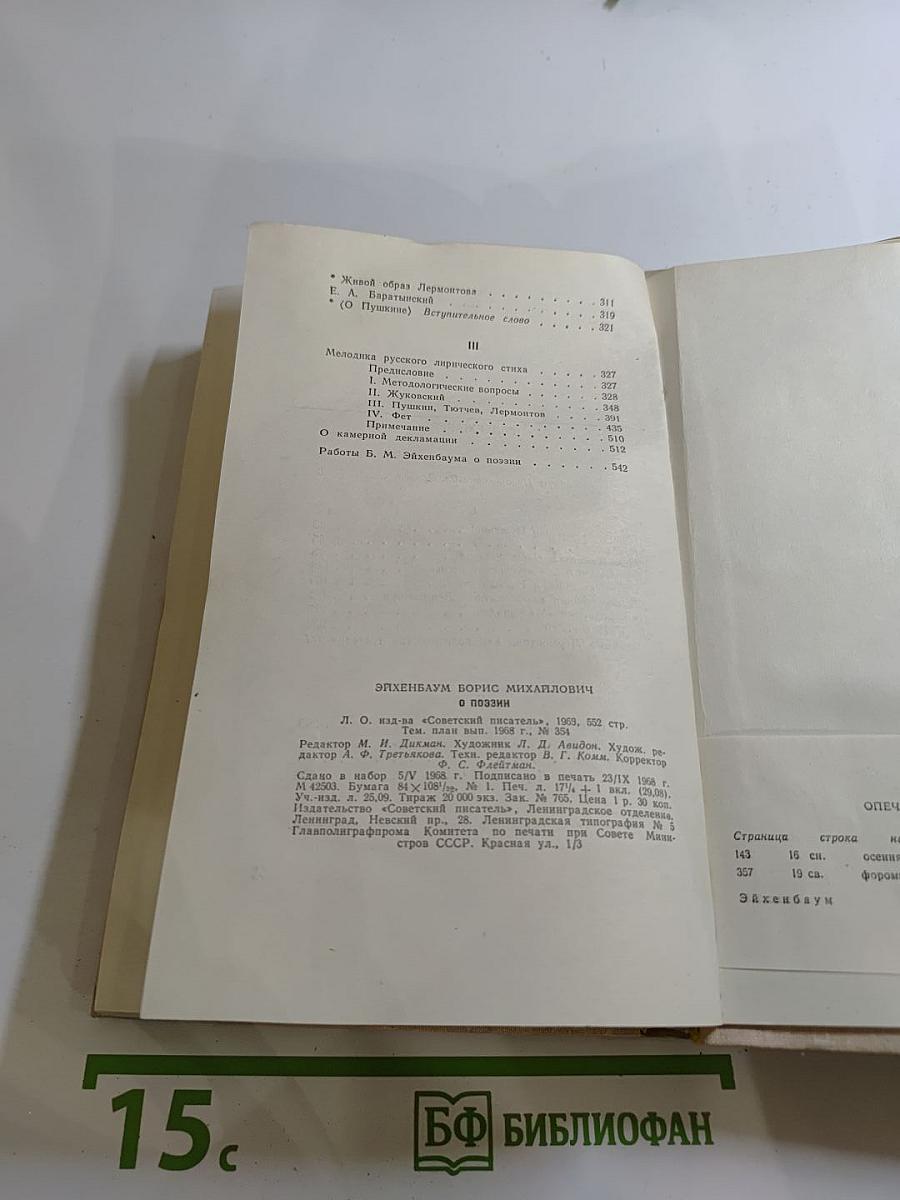 * Живой образ Лермонтова . . . . . . . . 311
Е. А. Баратынский . . . . . . . . . . 319
* (О Пушкине) Вступительное слово . . . . . 321
III
Мелодика русского лирического стиха . . . . . 327
Предисловие . . . . . . . . . . 327
I. Методологические вопросы . . . . . . 328
II. Жуковский . . . . . . . . . . 348
III. Пушкин, Тютчев, Лермонтов . . . . 391
IV. Фет . . . . . . . . . . . . 435
Примечание . . . . . . . . . . 510
О камерной декламации . . . . . . . . . 512
Работы Б. М. Эйхенбаума о поэзии . . . . . . 542
ЭЙХЕНБАУМ БОРИС МИХАЙЛОВИЧ
О ПОЭЗИИ
Л. О. изд-ва «Советский писатель», 1969, 552 стр.
Тем. план вып. 1968 г., № 354
Редактор М. И. Дикман. Художник Л. Д. Авидон. Худож. ре-
дактор А. Ф. Третьякова. Техн. редактор В. Г. Комм. Корректор
Ф. С. Флейтман.
Сдано в набор 5/V 1968 г. Подписано в печать 23/IX 1968 г.
М 42503. Бумага 84×108¹/₃₂, № 1. Печ. л. 17¹/₄ + 1 вкл. (29,08).
Уч.-изд. л. 25,09. Тираж 20 000 экз. Зак. № 765. Цена 1 р. 30 коп.
Издательство «Советский писатель», Ленинградское отделение.
Ленинград, Невский пр., 28. Ленинградская типография № 5
Главполиграфпрома Комитета по печати при Совете Мини-
стров СССР. Красная ул., 1/3
ОПЕЧ
Страница строка на
143 16 сн. осення
357 19 св. фором
Эйхенбаум
15 с
БФ БИБЛИОФАН